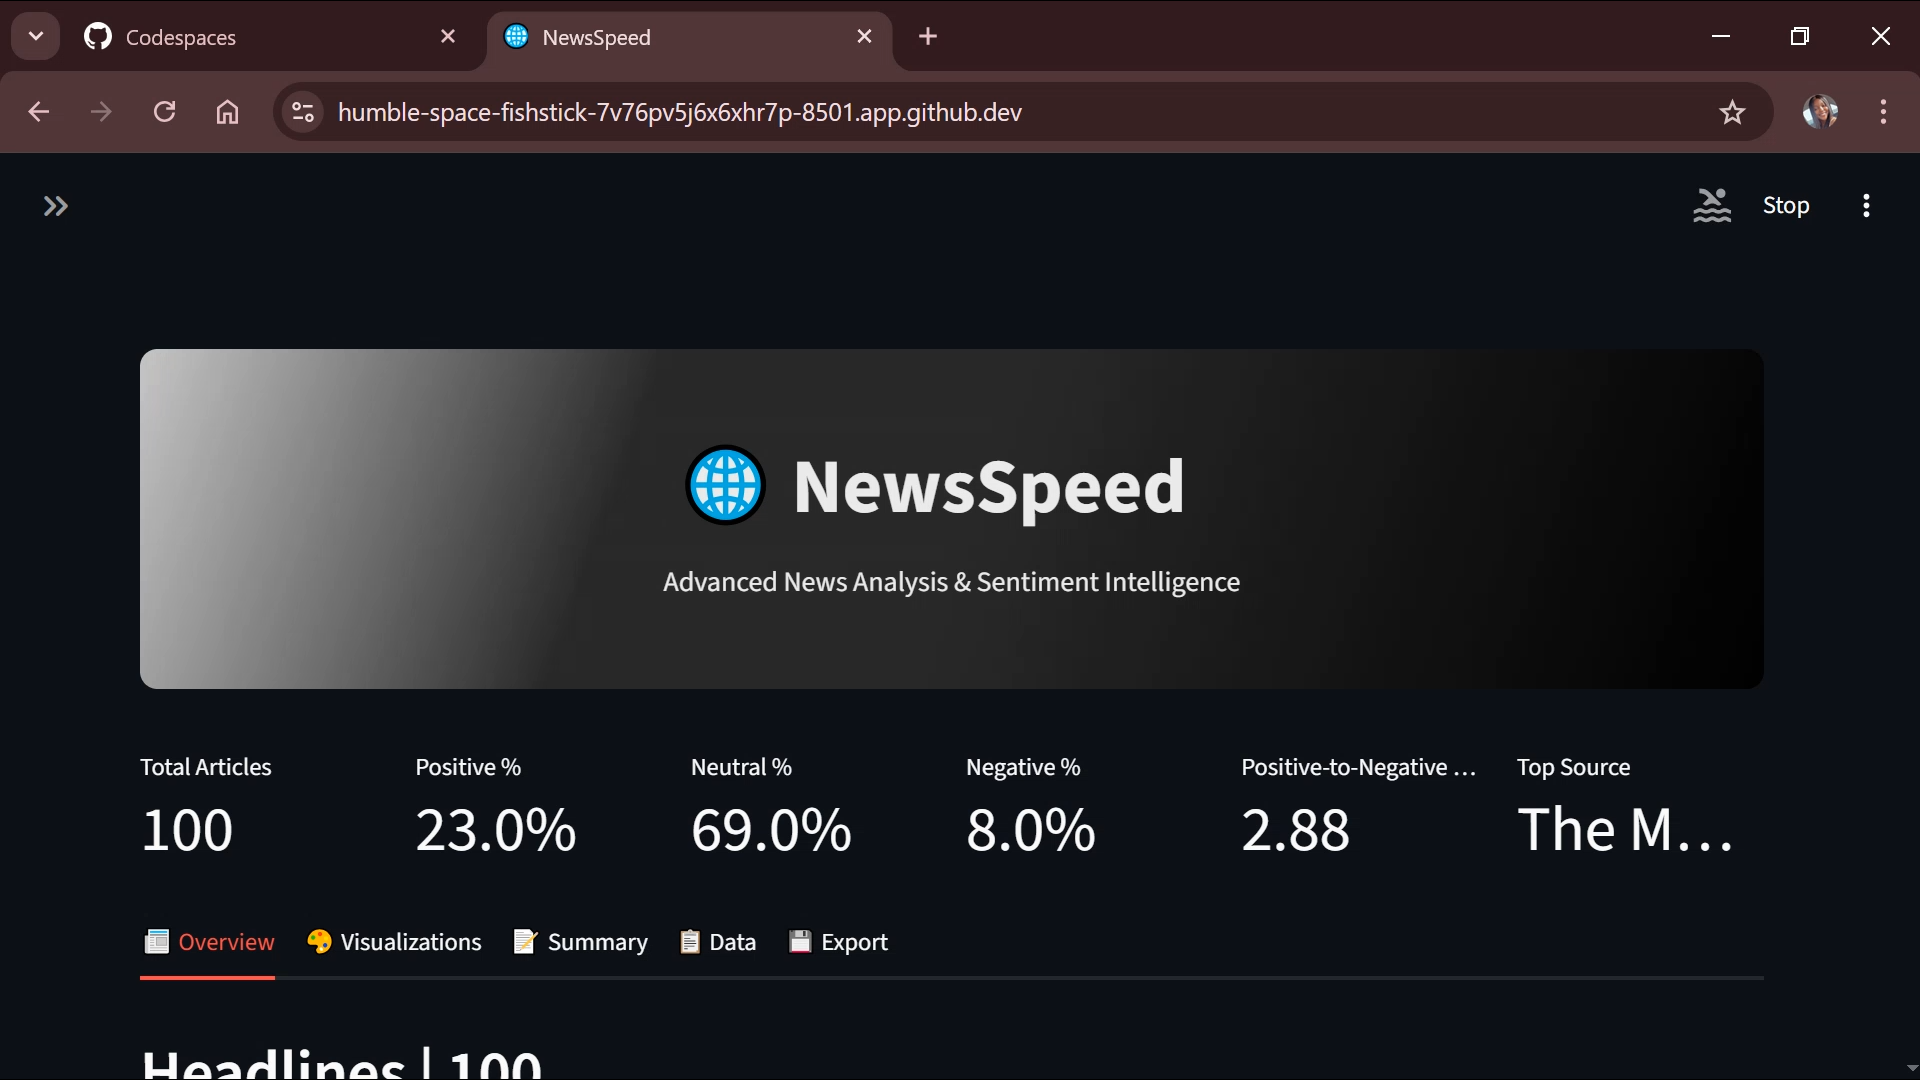 Codespaces
NewsSpeed
humble-space-fishstick-7v76pv5j6x6xhr7p-8501.app.github.dev
Stop
NewsSpeed
Advanced News Analysis & Sentiment Intelligence
Total Articles
100
Positive %
23.0%
Neutral %
69.0%
Negative %
8.0%
Positive-to-Negative …
2.88
Top Source
The M…
Overview
Visualizations
Summary
Data
Export
Headlines | 100